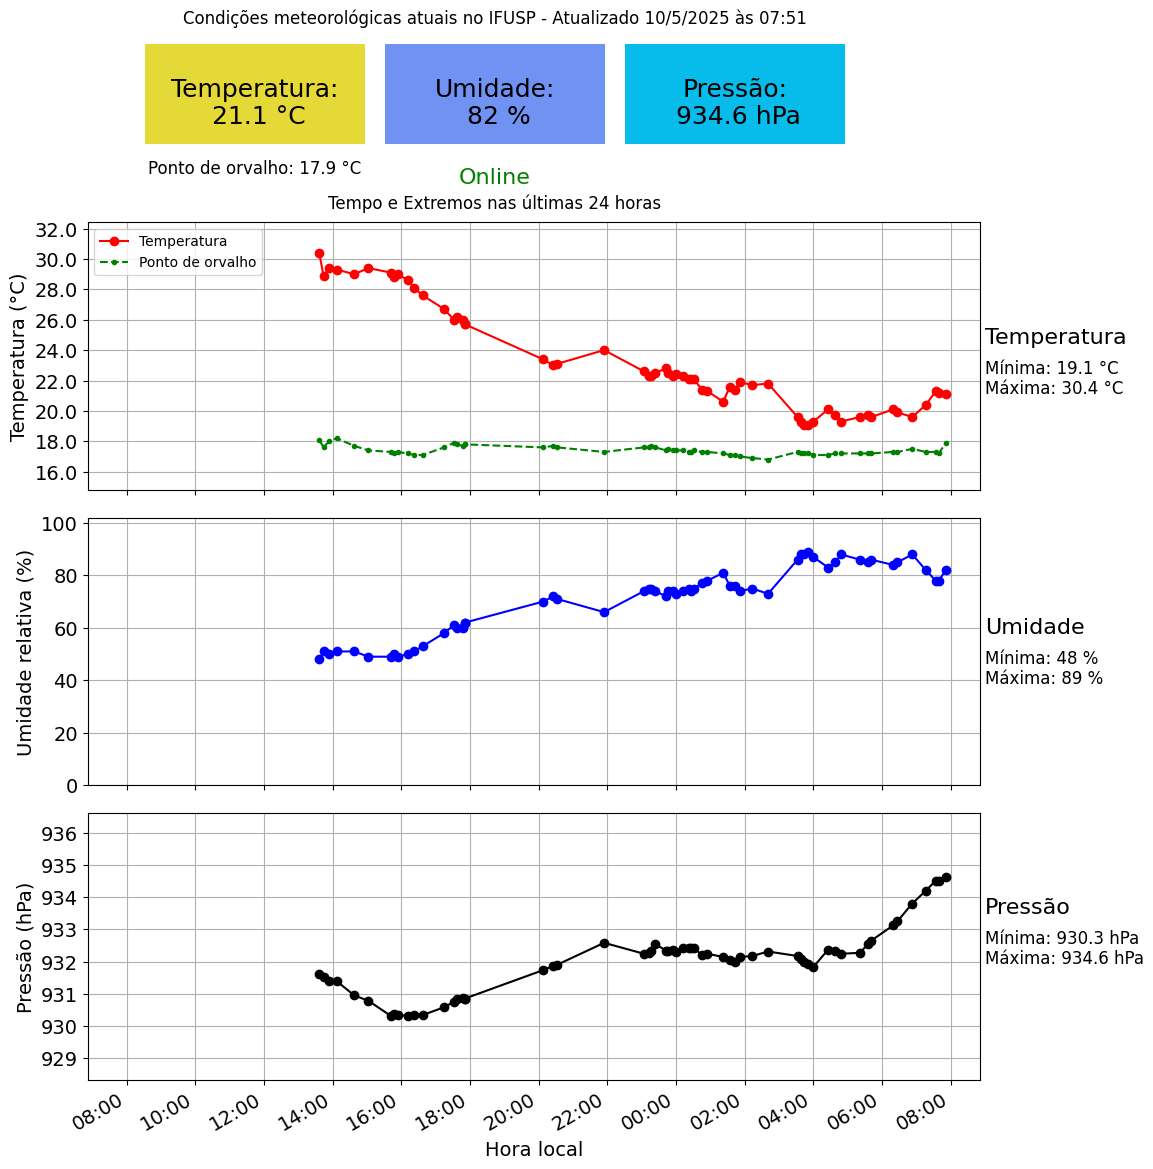 Condições meteorológicas atuais no IFUSP - Atualizado 10/5/2025 às 07:51
Temperatura:
21.1 °C
Umidade:
82 %
Pressão:
934.6 hPa
Ponto de orvalho: 17.9 °C
Online
Tempo e Extremos nas últimas 24 horas
Temperatura (°C)
32.0
30.0
28.0
26.0
24.0
22.0
20.0
18.0
16.0
Temperatura
Ponto de orvalho
Temperatura
Mínima: 19.1 °C
Máxima: 30.4 °C
Umidade relativa (%)
100
80
60
40
20
0
Umidade
Mínima: 48 %
Máxima: 89 %
Pressão (hPa)
936
935
934
933
932
931
930
929
Pressão
Mínima: 930.3 hPa
Máxima: 934.6 hPa
08:00
10:00
12:00
14:00
16:00
18:00
20:00
22:00
00:00
02:00
04:00
06:00
08:00
Hora local